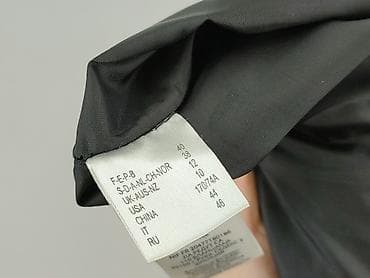 F-E-P-B 40
S-D-A-NL-CH-NOR 38
UK-AUS-NZ 12
USA 10
CHINA 170/74A
IT 44
RU 46